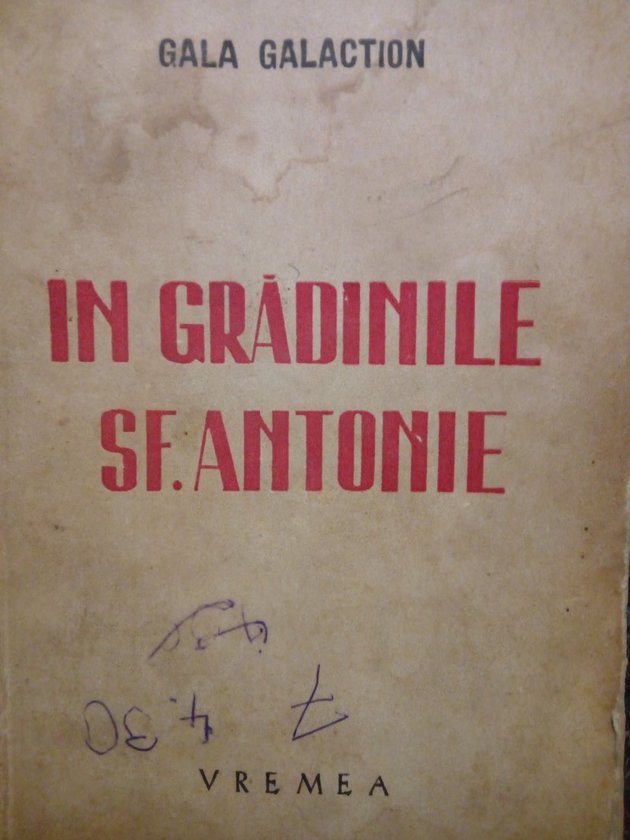 GALA GALACTION
IN GRĂDINILE
SF. ANTONIE
VREMEA